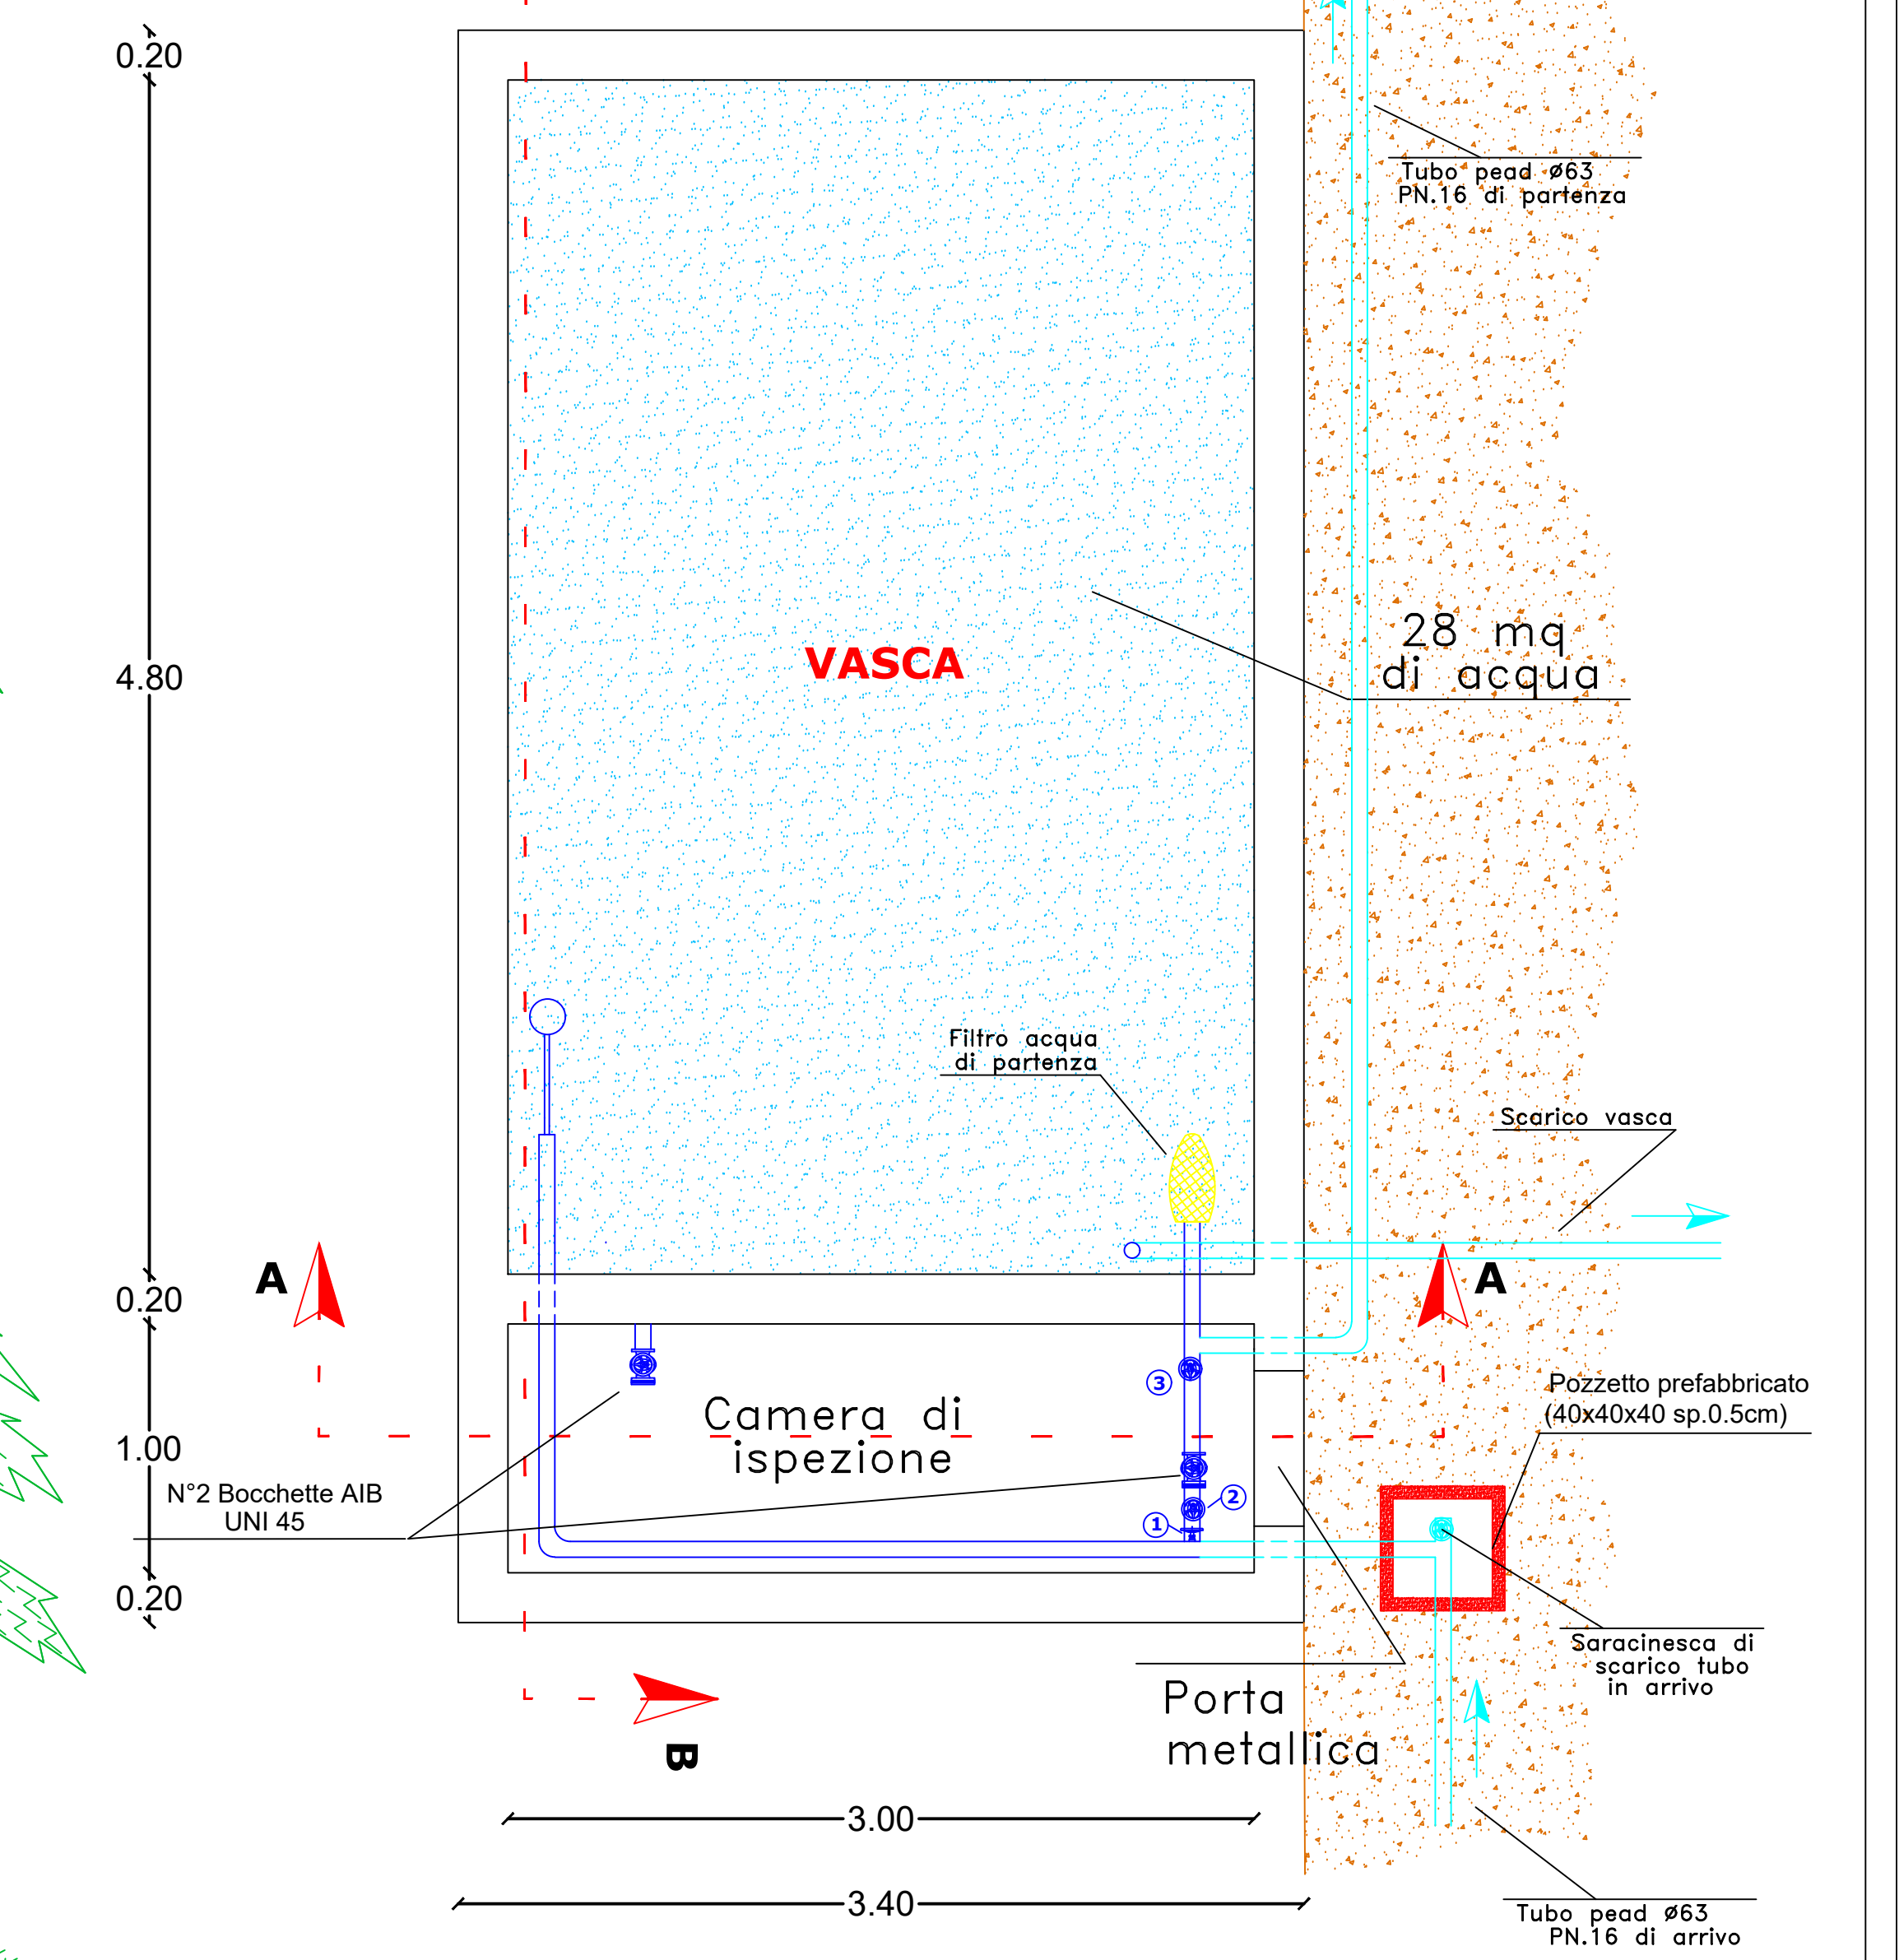 0.20
Tubo pead Ø63
PN.16 di partenza
28 mq
di acqua
VASCA
4.80
Filtro acqua
di partenza
Scarico vasca
A
A
0.20
3
Pozzetto prefabbricato
(40x40x40 sp.0.5cm)
Camera di
ispezione
1.00
N°2 Bocchette AIB
UNI 45
2
1
0.20
Saracinesca di
scarico tubo
in arrivo
Porta
metallica
B
3.00
3.40
Tubo pead Ø63
PN.16 di arrivo